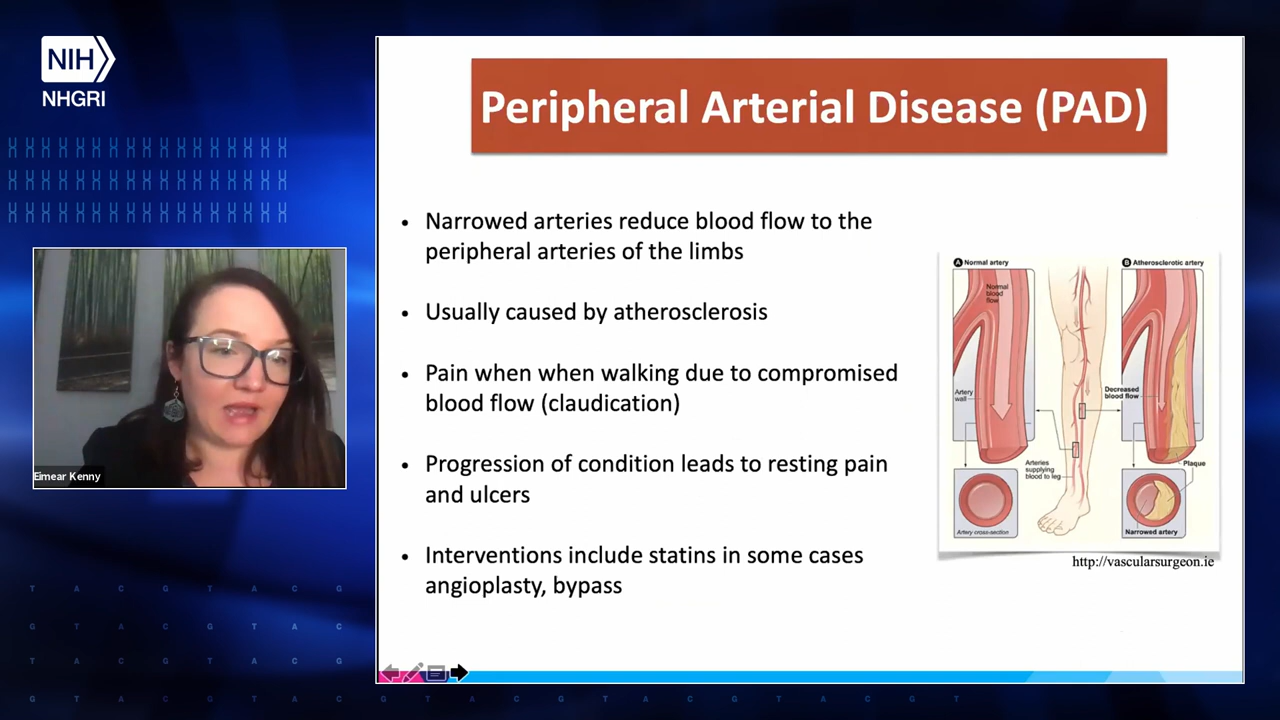 NIH
NHGRI
Eimear Kenny
Peripheral Arterial Disease (PAD)
• Narrowed arteries reduce blood flow to the
peripheral arteries of the limbs
• Usually caused by atherosclerosis
• Pain when when walking due to compromised
blood flow (claudication)
• Progression of condition leads to resting pain
and ulcers
• Interventions include statins in some cases
angioplasty, bypass
A Normal artery
Normal
blood
flow
Artery
wall
Arteries
supplying
blood to leg
Artery cross-section
B Atherosclerotic artery
Decreased
blood flow
Plaque
Narrowed artery
http://vascularsurgeon.ie
T A C G T A C G
G T A C G T A C
T A C G T A C G
G T A C G T A C G T A C G T A C G T A C G T